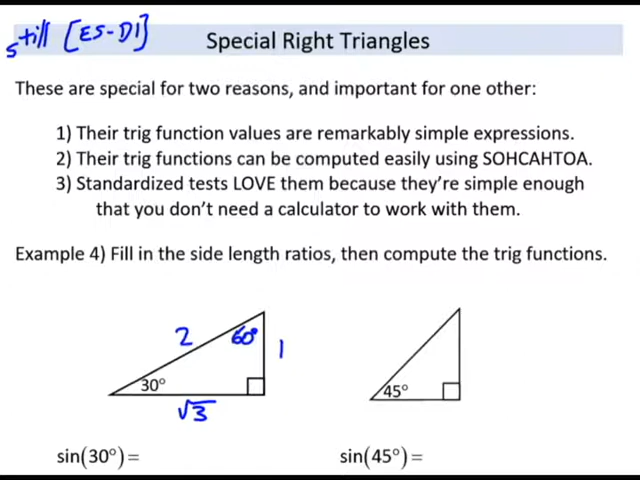 still [ES-D1]
Special Right Triangles
These are special for two reasons, and important for one other:
1) Their trig function values are remarkably simple expressions.
2) Their trig functions can be computed easily using SOHCAHTOA.
3) Standardized tests LOVE them because they’re simple enough
that you don’t need a calculator to work with them.
Example 4) Fill in the side length ratios, then compute the trig functions.
2 60° 1
30° 45°
√3
sin(30°)= sin(45°)=